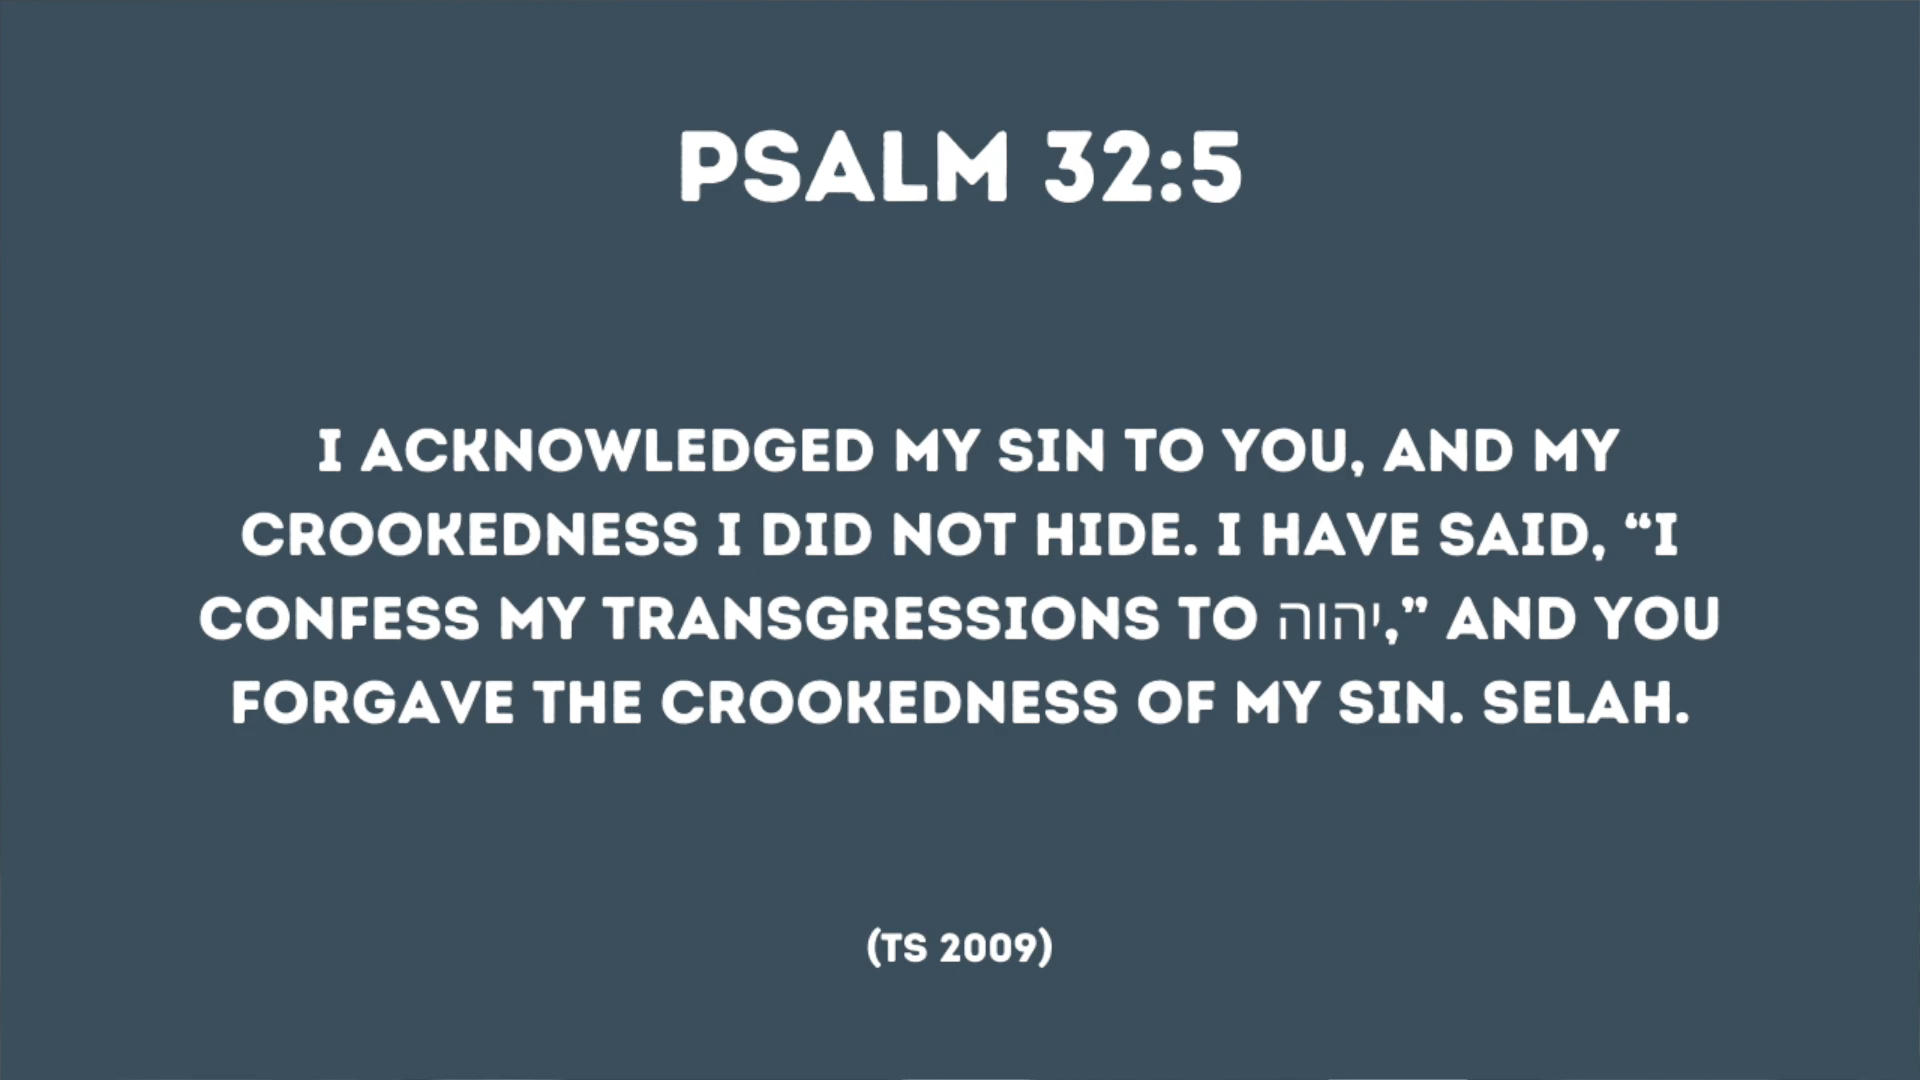 PSALM 32:5
I ACKNOWLEDGED MY SIN TO YOU, AND MY
CROOKEDNESS I DID NOT HIDE. I HAVE SAID, “I
CONFESS MY TRANSGRESSIONS TO יהוה,” AND YOU
FORGAVE THE CROOKEDNESS OF MY SIN. SELAH.
(TS 2009)